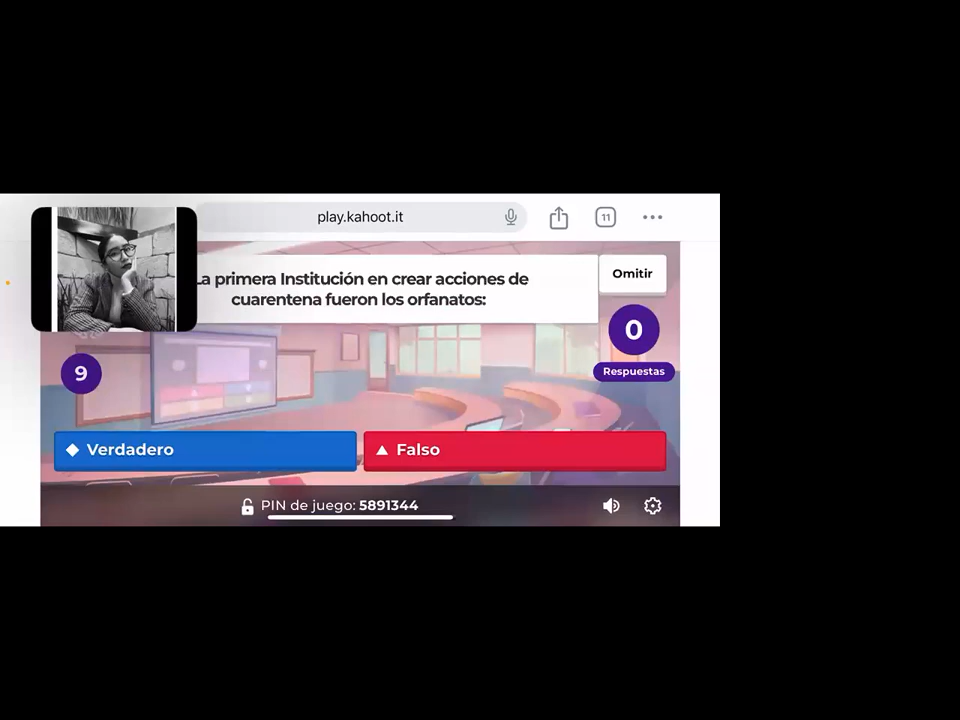 play.kahoot.it
11
La primera Institución en crear acciones de
cuarentena fueron los orfanatos:
Omitir
0
Respuestas
9
Verdadero
Falso
PIN de juego: 5891344